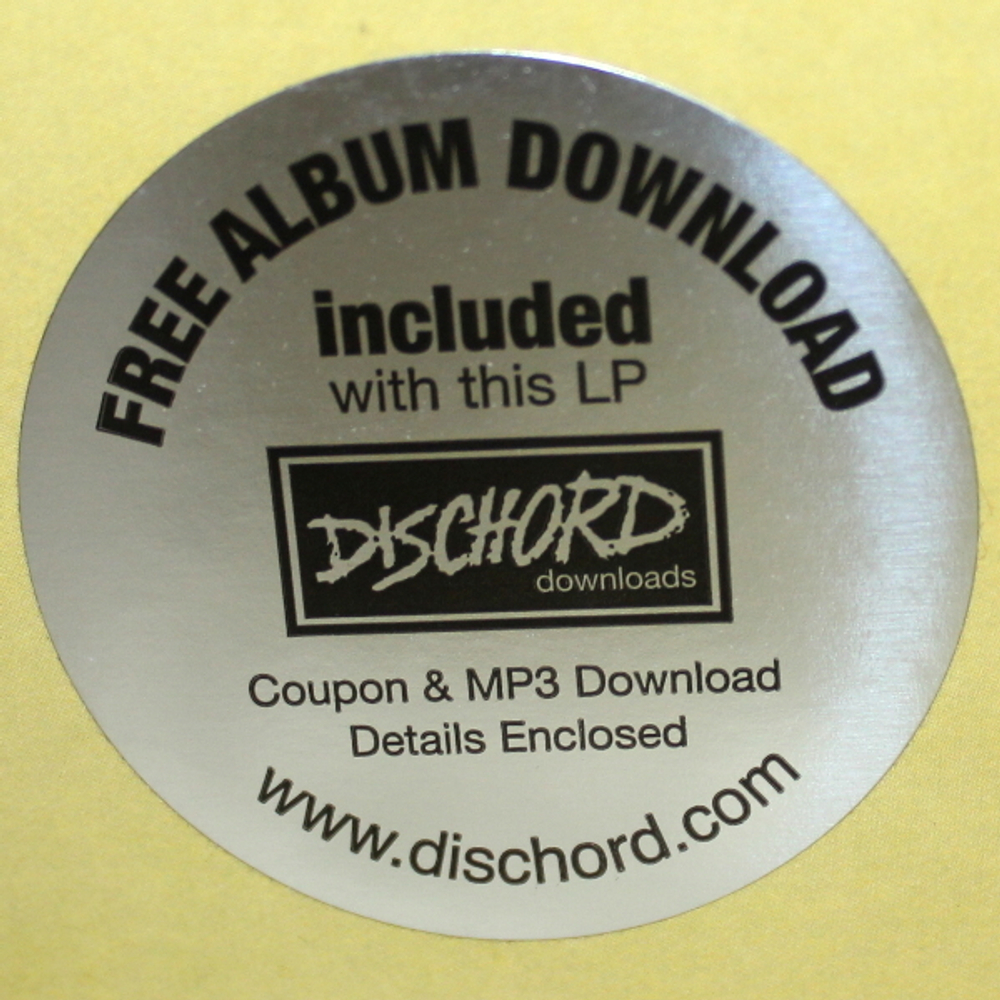 FREE ALBUM DOWNLOAD
included
with this LP
DISCHORD
downloads
Coupon & MP3 Download
Details Enclosed
www.dischord.com